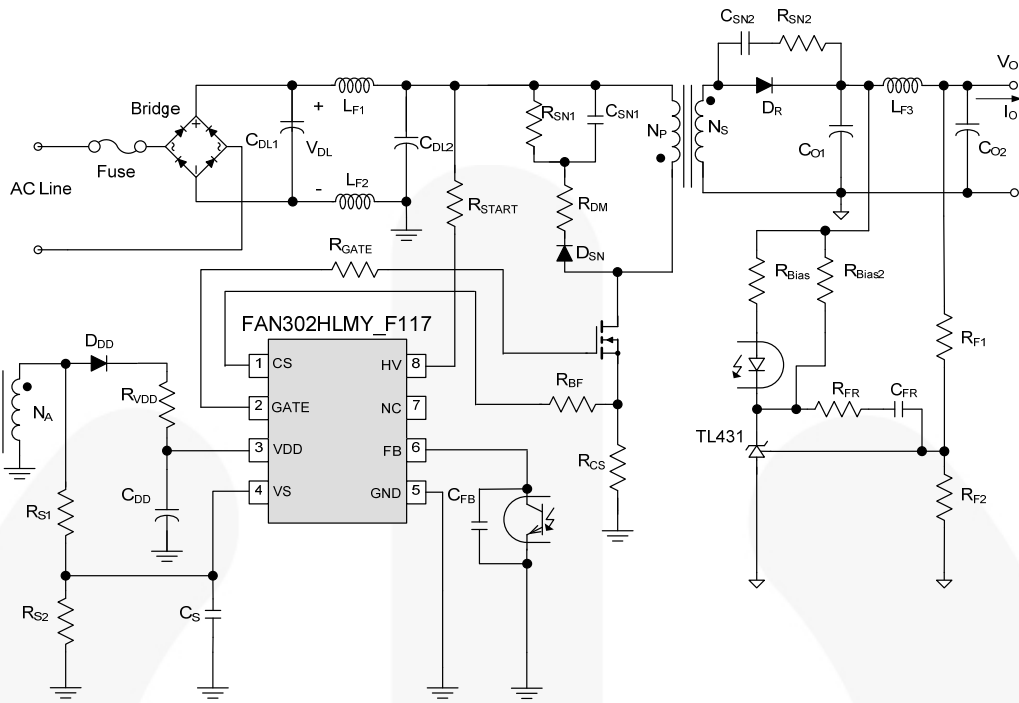 CSN2 RSN2
VO
Bridge
+
LF1
RSN1
CSN1
NP
NS
DR
LF3
IO
CDL1
VDL
CDL2
CO1
CO2
Fuse
AC Line
-
LF2
RSTART
RDM
RGATE
DSN
RBias
RBias2
FAN302HLMY_F117
DDD
1 CS HV 8
RF1
RVDD
RBF
NA
2 GATE NC 7
RFR CFR
TL431
3 VDD FB 6
RCS
4 VS GND 5
CDD
CFB
RF2
RS1
RS2
CS